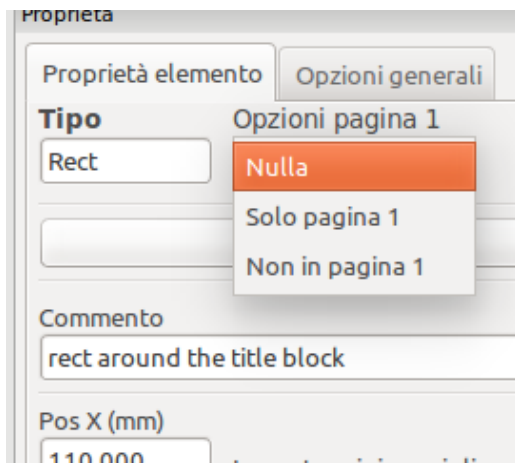 Proprietà
Proprietà elemento Opzioni generali
Tipo Opzioni pagina 1
Rect Nulla
Solo pagina 1
Non in pagina 1
Commento
rect around the title block
Pos X (mm)
110.000